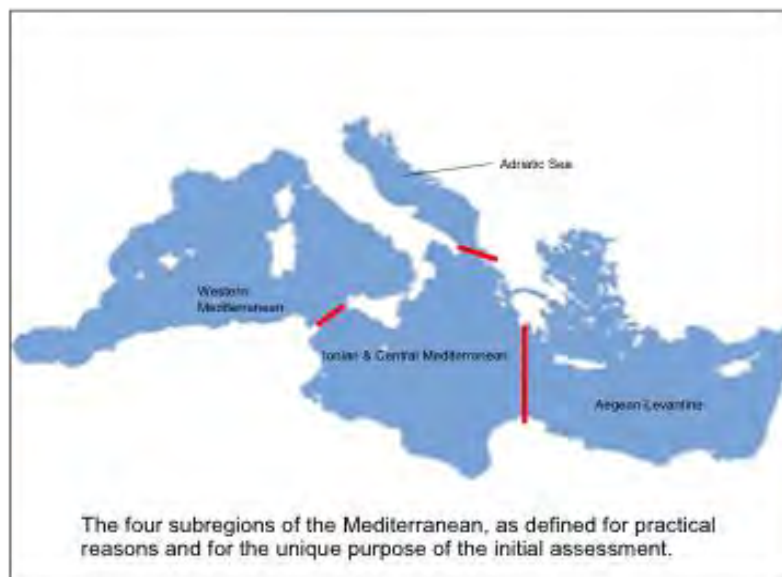 Adriatic Sea
Western
Mediterranean
Ionian & Central Mediterranean
Aegean-Levantine
The four subregions of the Mediterranean, as defined for practical
reasons and for the unique purpose of the initial assessment.